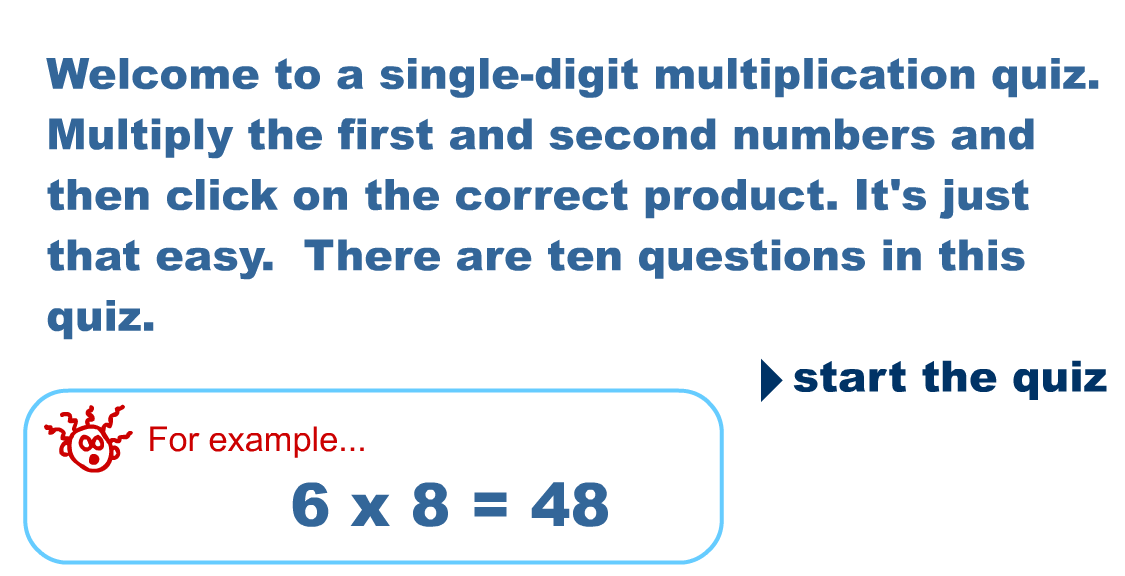 Welcome to a single-digit multiplication quiz.
Multiply the first and second numbers and
then click on the correct product. It's just
that easy.  There are ten questions in this
quiz.
start the quiz
For example...
6 x 8 = 48